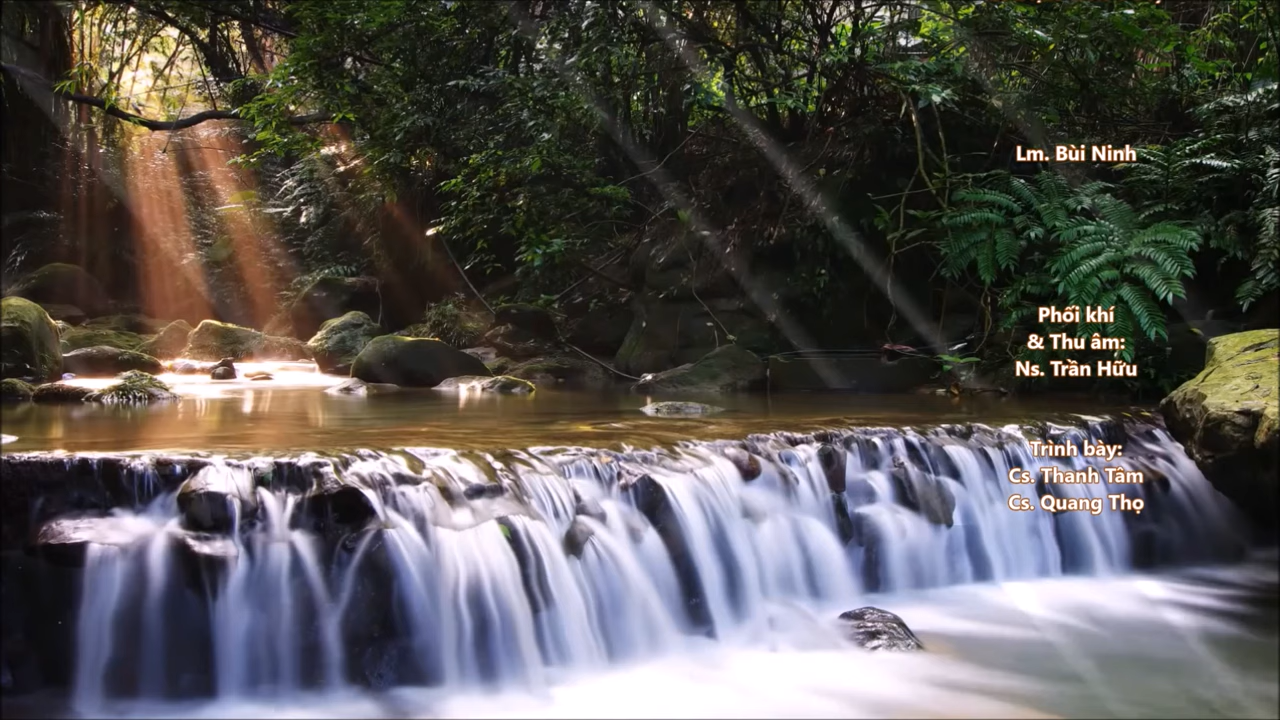 Lm. Bùi Ninh
Phối khí
& Thu âm:
Ns. Trần Hữu
Trình bày:
Cs. Thanh Tâm
Cs. Quang Thọ